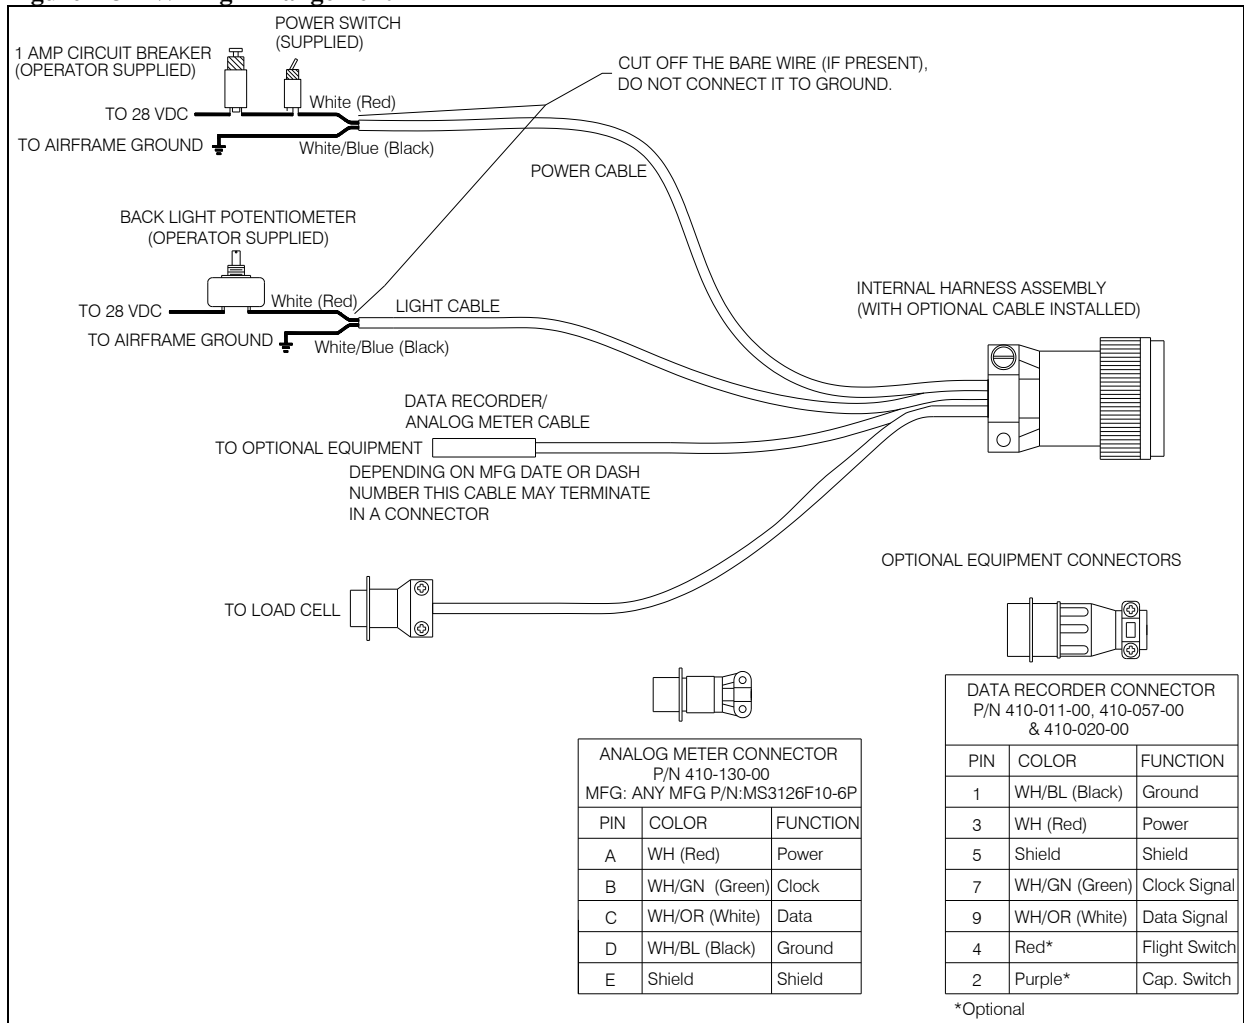 POWER SWITCH
(SUPPLIED)
1 AMP CIRCUIT BREAKER
(OPERATOR SUPPLIED)
CUT OFF THE BARE WIRE (IF PRESENT),
DO NOT CONNECT IT TO GROUND.
White (Red)
TO 28 VDC
TO AIRFRAME GROUND
White/Blue (Black)
POWER CABLE
BACK LIGHT POTENTIOMETER
(OPERATOR SUPPLIED)
INTERNAL HARNESS ASSEMBLY
(WITH OPTIONAL CABLE INSTALLED)
White (Red)
LIGHT CABLE
TO 28 VDC
TO AIRFRAME GROUND
White/Blue (Black)
DATA RECORDER/
ANALOG METER CABLE
TO OPTIONAL EQUIPMENT
DEPENDING ON MFG DATE OR DASH
NUMBER THIS CABLE MAY TERMINATE
IN A CONNECTOR
OPTIONAL EQUIPMENT CONNECTORS
TO LOAD CELL
ANALOG METER CONNECTOR
P/N 410-130-00
MFG: ANY MFG P/N:MS3126F10-6P
PIN COLOR FUNCTION
A WH (Red) Power
B WH/GN (Green) Clock
C WH/OR (White) Data
D WH/BL (Black) Ground
E Shield Shield
DATA RECORDER CONNECTOR
P/N 410-011-00, 410-057-00
& 410-020-00
PIN COLOR FUNCTION
1 WH/BL (Black) Ground
3 WH (Red) Power
5 Shield Shield
7 WH/GN (Green) Clock Signal
9 WH/OR (White) Data Signal
4 Red* Flight Switch
2 Purple* Cap. Switch
*Optional